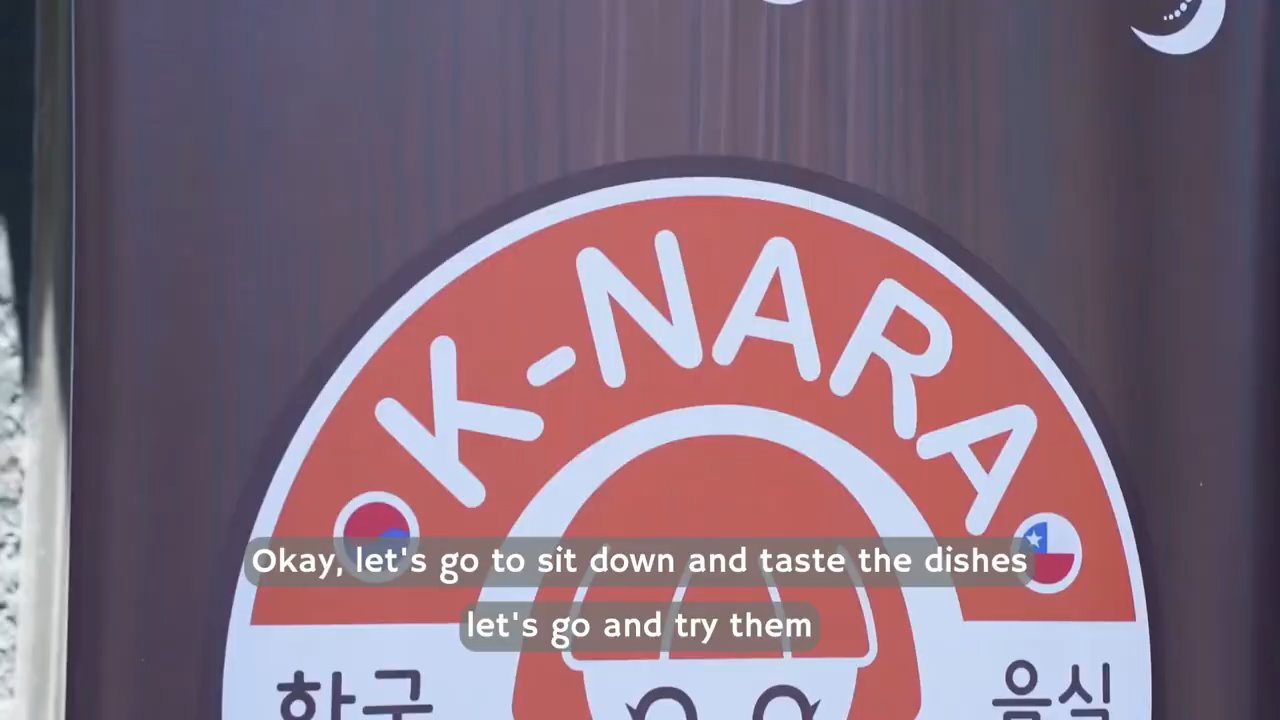 K-NARA
Okay, let's go to sit down and taste the dishes
let's go and try them
한국 음식